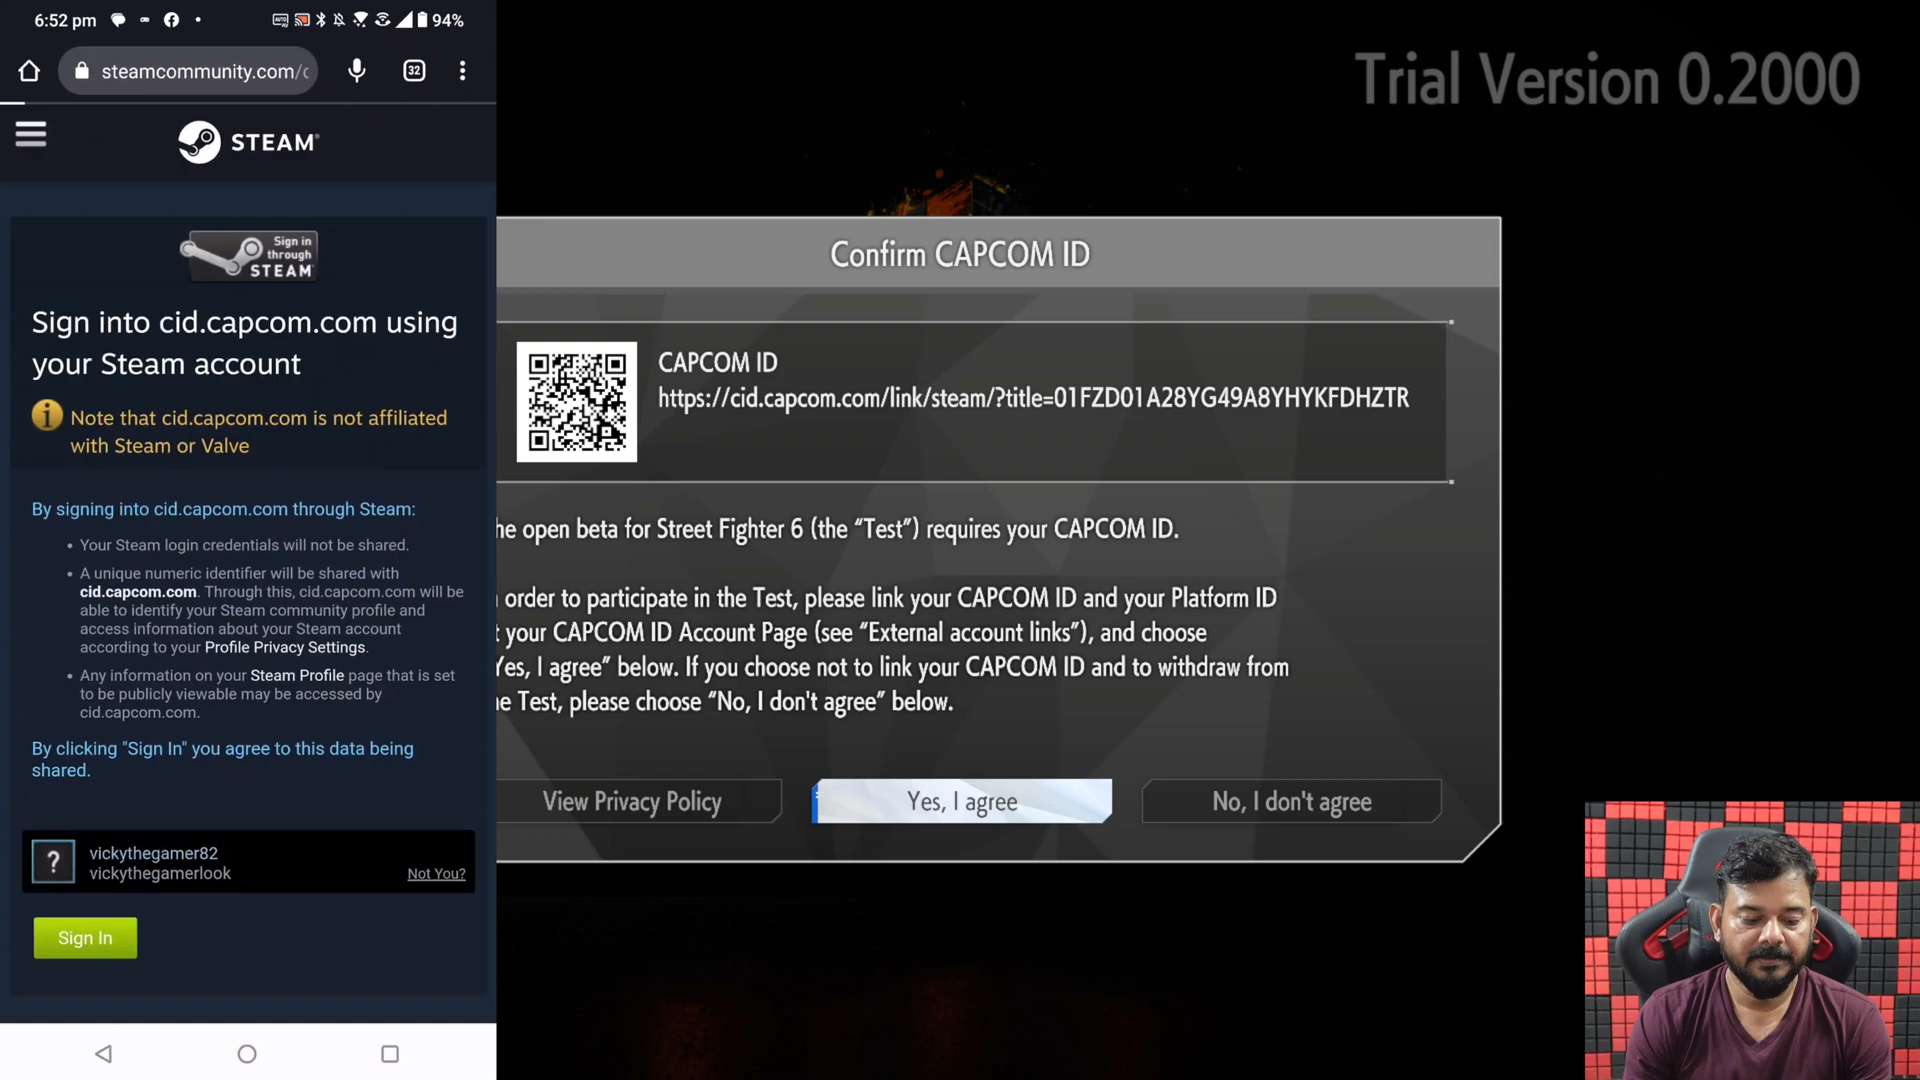 6:52 pm
94%
steamcommunity.com/
32
STEAM®
Sign in
through
STEAM
Sign into cid.capcom.com using
your Steam account
Note that cid.capcom.com is not affiliated
with Steam or Valve
By signing into cid.capcom.com through Steam:
• Your Steam login credentials will not be shared.
• A unique numeric identifier will be shared with
cid.capcom.com. Through this, cid.capcom.com will be
able to identify your Steam community profile and
access information about your Steam account
according to your Profile Privacy Settings.
• Any information on your Steam Profile page that is set
to be publicly viewable may be accessed by
cid.capcom.com.
By clicking "Sign In" you agree to this data being
shared.
?
vickythegamer82
vickythegamerlook
Not You?
Sign In
Trial Version 0.2000
Confirm CAPCOM ID
CAPCOM ID
https://cid.capcom.com/link/steam/?title=01FZD01A28YG49A8YHYKFDHZTR
he open beta for Street Fighter 6 (the “Test”) requires your CAPCOM ID.
order to participate in the Test, please link your CAPCOM ID and your Platform ID
your CAPCOM ID Account Page (see “External account links”), and choose
Yes, I agree” below. If you choose not to link your CAPCOM ID and to withdraw from
e Test, please choose “No, I don't agree” below.
View Privacy Policy
Yes, I agree
No, I don't agree